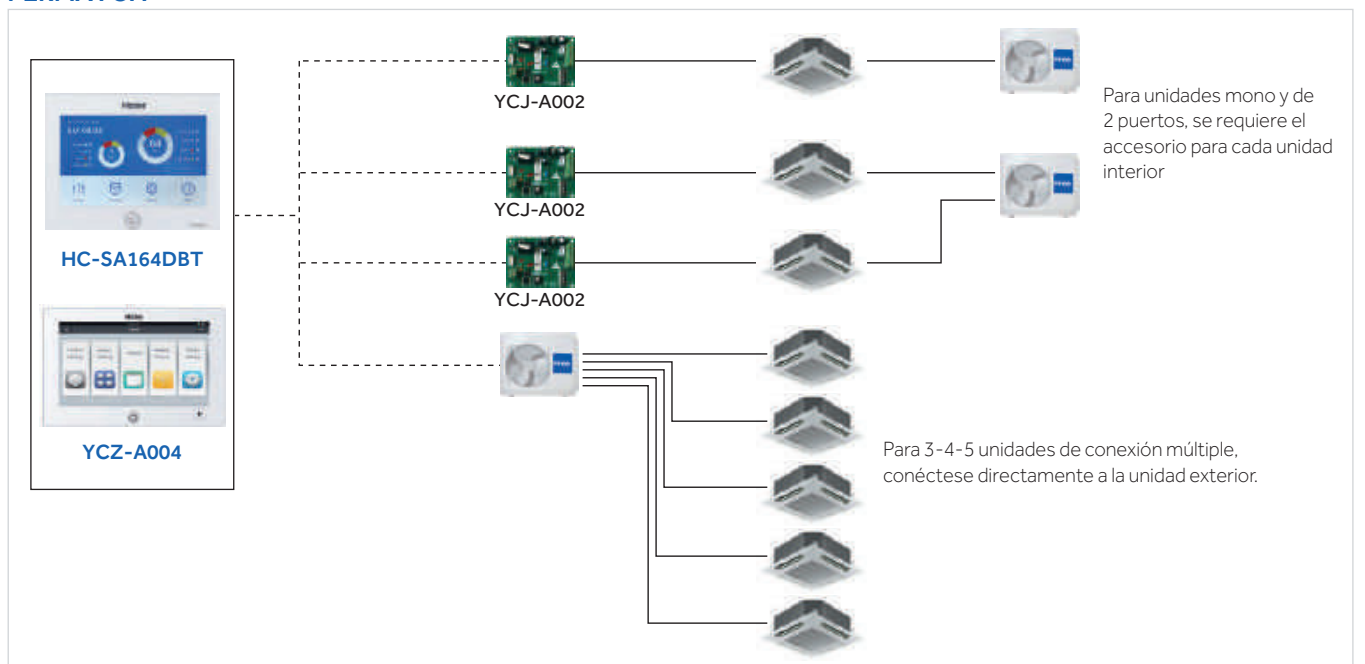 HC-SA164DBT
YCZ-A004
YCJ-A002
YCJ-A002
YCJ-A002
Para unidades mono y de
2 puertos, se requiere el
accesorio para cada unidad
interior
Para 3-4-5 unidades de conexión múltiple,
conéctese directamente a la unidad exterior.